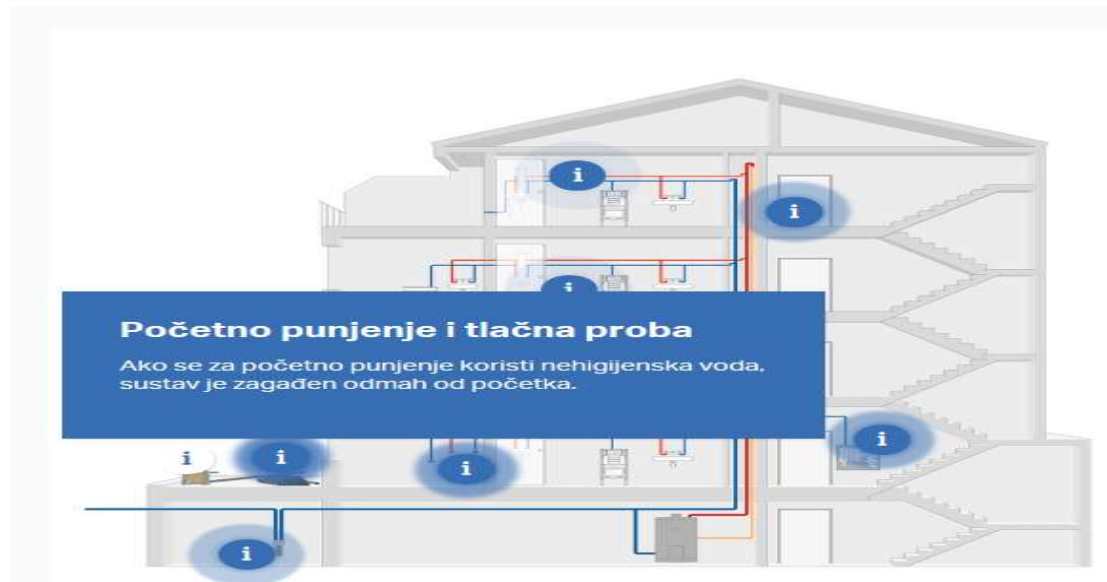 i
i
i
Početno punjenje i tlačna proba
Ako se za početno punjenje koristi nehigijenska voda,
sustav je zagađen odmah od početka.
i
i
i
i
i